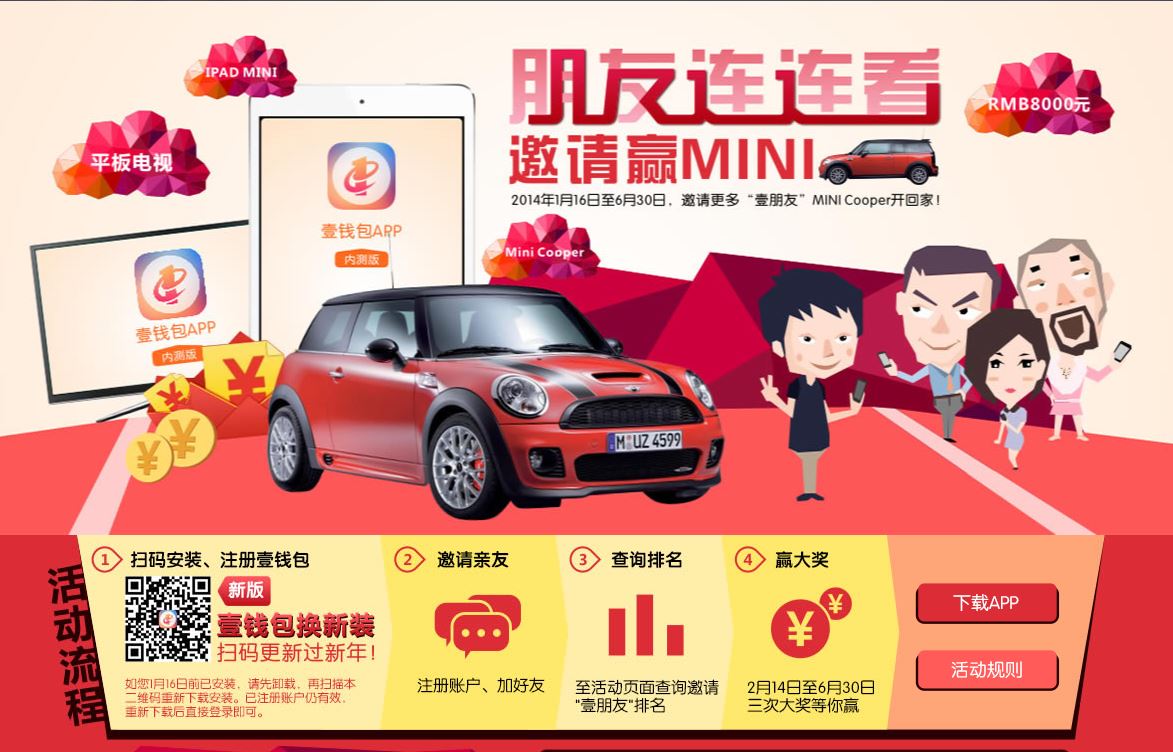 IPAD MINI
朋友连连看
RMB8000元
平板电视
邀请赢MINI
2014年1月16日至6月30日，邀请更多“壹朋友”MINI Cooper开回家！
壹钱包APP
内测版
Mini Cooper
壹钱包APP
内测版
M UZ 4599
活动流程
1 扫码安装、注册壹钱包
新版
壹钱包换新装
扫码更新过新年！
如您1月16日前已安装，请先卸载，再扫描本
二维码重新下载安装。已注册账户仍有效，
重新下载后直接登录即可。
2 邀请亲友
注册账户、加好友
3 查询排名
至活动页面查询邀请
"壹朋友"排名
4 赢大奖
2月14日至6月30日
三次大奖等你赢
下载APP
活动规则